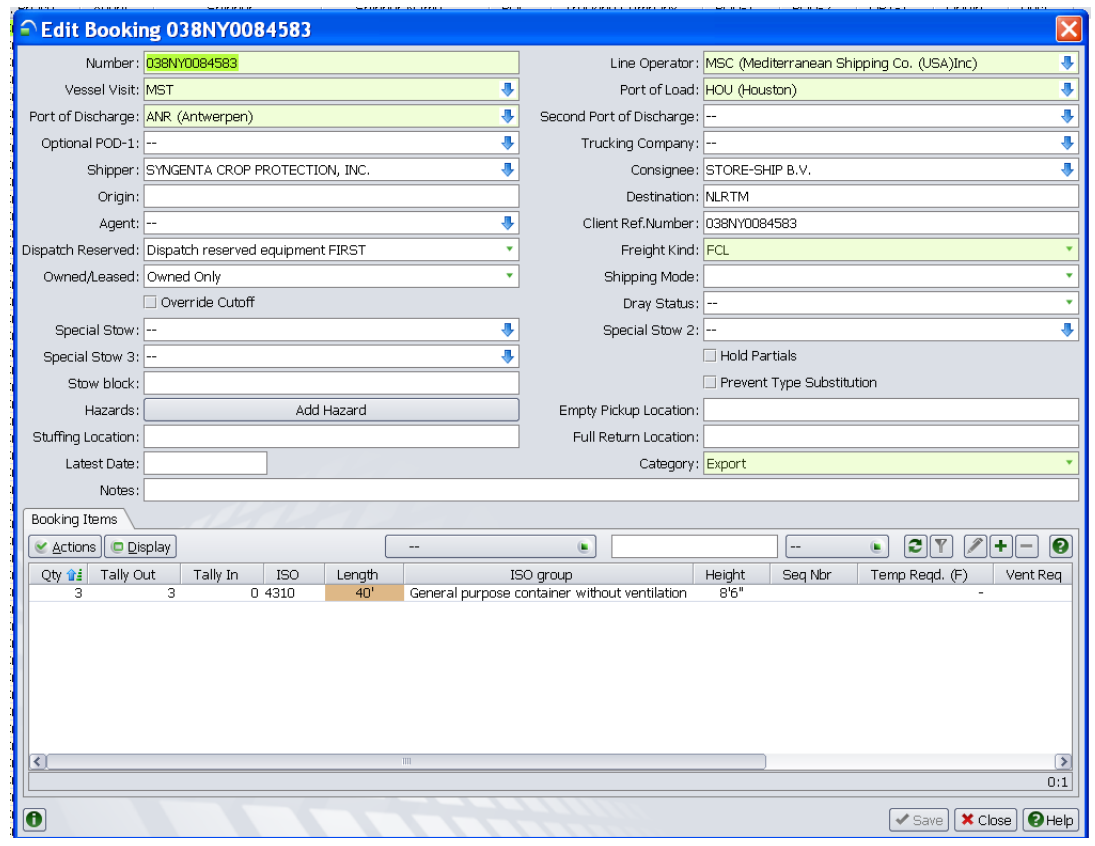 Edit Booking 038NY0084583
Number: 038NY0084583 Line Operator: MSC (Mediterranean Shipping Co. (USA)Inc)
Vessel Visit: MST Port of Load: HOU (Houston)
Port of Discharge: ANR (Antwerpen) Second Port of Discharge: --
Optional POD-1: -- Trucking Company: --
Shipper: SYNGENTA CROP PROTECTION, INC. Consignee: STORE-SHIP B.V.
Origin: Destination: NLRTM
Agent: -- Client Ref.Number: 038NY0084583
Dispatch Reserved: Dispatch reserved equipment FIRST Freight Kind: FCL
Owned/Leased: Owned Only Shipping Mode:
Override Cutoff Dray Status: --
Special Stow: -- Special Stow 2: --
Special Stow 3: -- Hold Partials
Stow block: Prevent Type Substitution
Hazards: Add Hazard Empty Pickup Location:
Stuffing Location: Full Return Location:
Latest Date: Category: Export
Notes:
Booking Items
Actions Display -- --
Qty Tally Out Tally In ISO Length ISO group Height Seq Nbr Temp Reqd. (F) Vent Req
3 3 0 4310 40' General purpose container without ventilation 8'6" -
0:1
Save Close Help